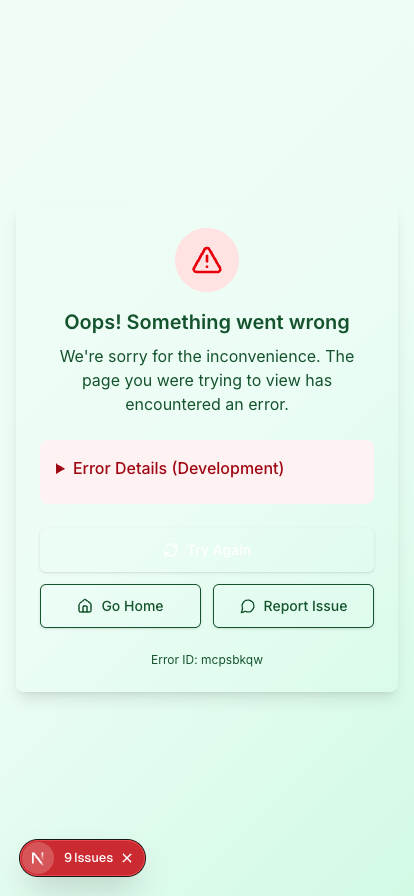 Oops! Something went wrong
We're sorry for the inconvenience. The
page you were trying to view has
encountered an error.
Error Details (Development)
Try Again
Go Home
Report Issue
Error ID: mcpsbkqw
N
9 Issues